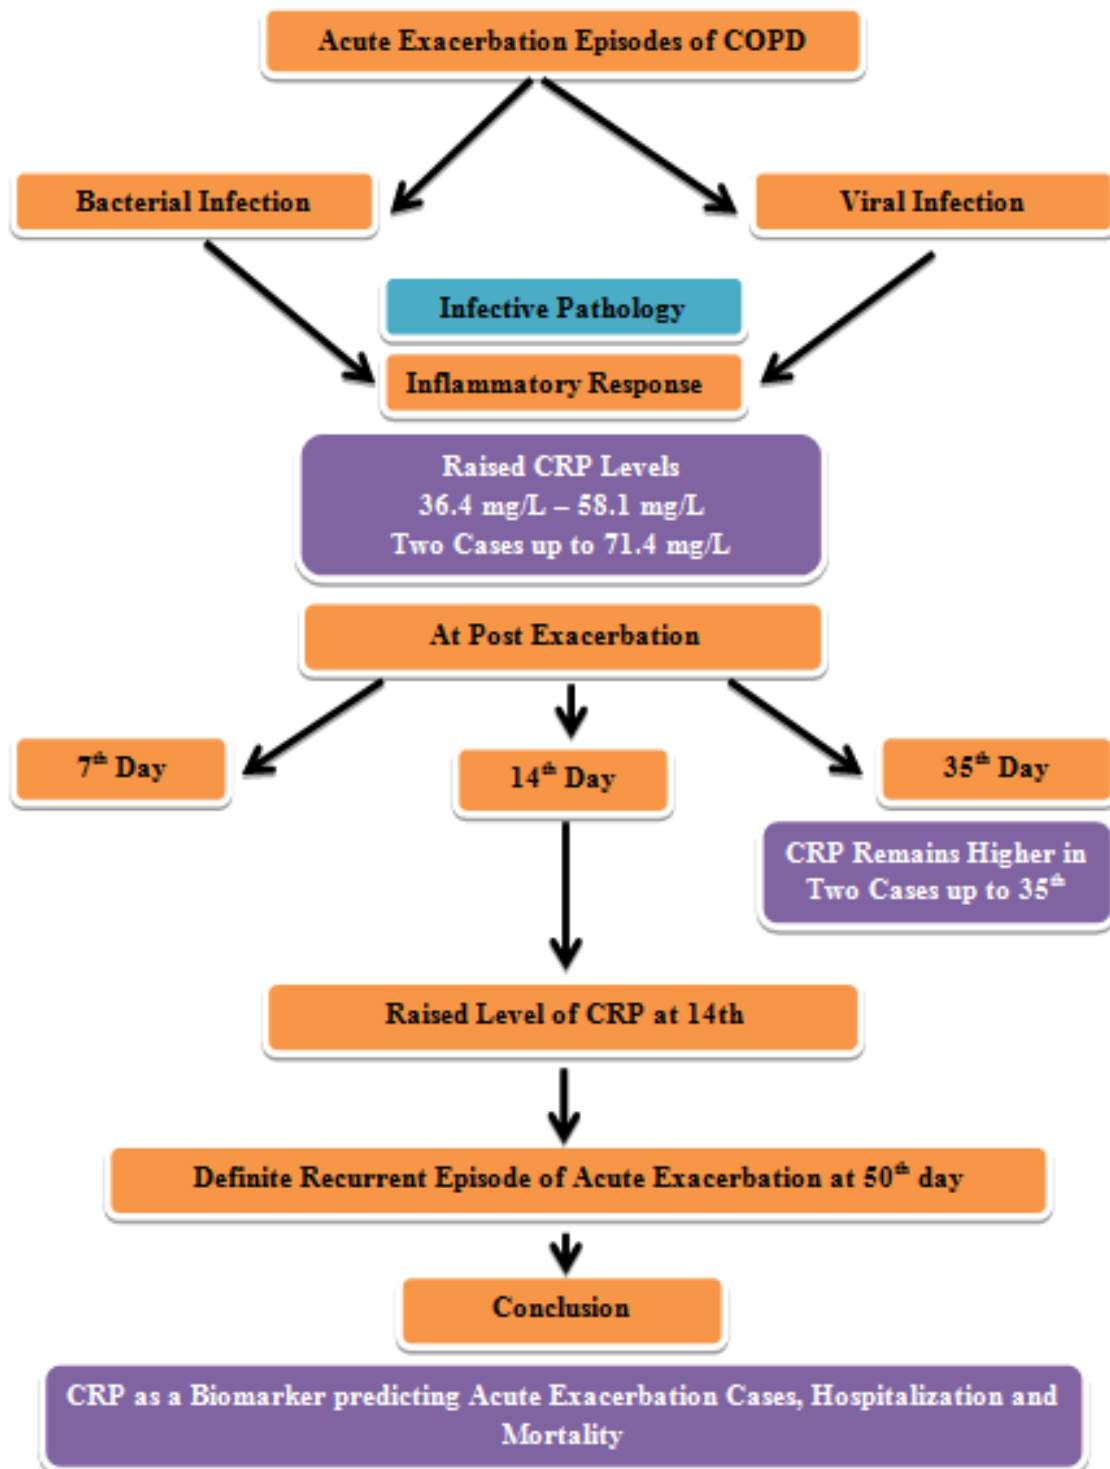 Acute Exacerbation Episodes of COPD
Bacterial Infection
Viral Infection
Infective Pathology
Inflammatory Response
Raised CRP Levels
36.4 mg/L – 58.1 mg/L
Two Cases up to 71.4 mg/L
At Post Exacerbation
7th Day
14th Day
35th Day
CRP Remains Higher in
Two Cases up to 35th
Raised Level of CRP at 14th
Definite Recurrent Episode of Acute Exacerbation at 50th day
Conclusion
CRP as a Biomarker predicting Acute Exacerbation Cases, Hospitalization and
Mortality